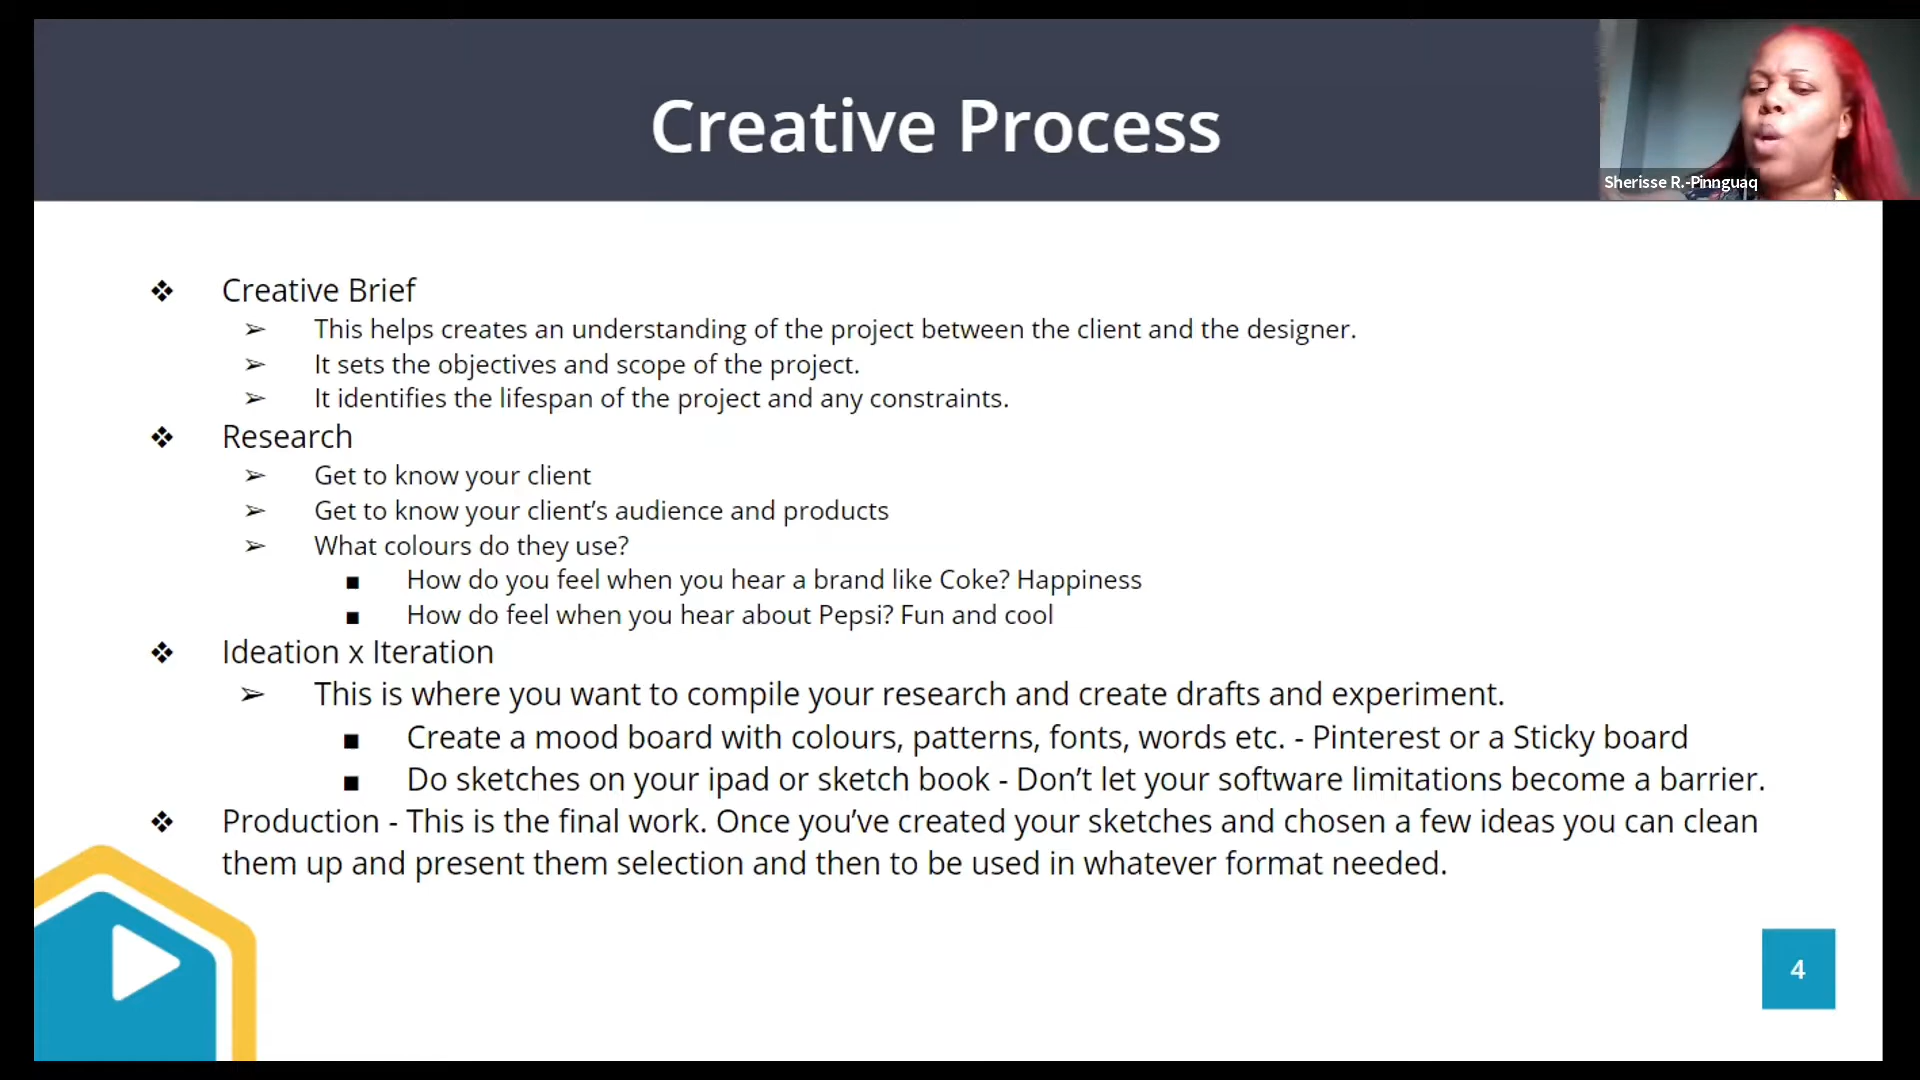 Creative Process
Sherisse R.-Pinnguaq
❖ Creative Brief
➢ This helps creates an understanding of the project between the client and the designer.
➢ It sets the objectives and scope of the project.
➢ It identifies the lifespan of the project and any constraints.
❖ Research
➢ Get to know your client
➢ Get to know your client’s audience and products
➢ What colours do they use?
■ How do you feel when you hear a brand like Coke? Happiness
■ How do feel when you hear about Pepsi? Fun and cool
❖ Ideation x Iteration
➢ This is where you want to compile your research and create drafts and experiment.
■ Create a mood board with colours, patterns, fonts, words etc. - Pinterest or a Sticky board
■ Do sketches on your ipad or sketch book - Don’t let your software limitations become a barrier.
❖ Production - This is the final work. Once you’ve created your sketches and chosen a few ideas you can clean
them up and present them selection and then to be used in whatever format needed.
4